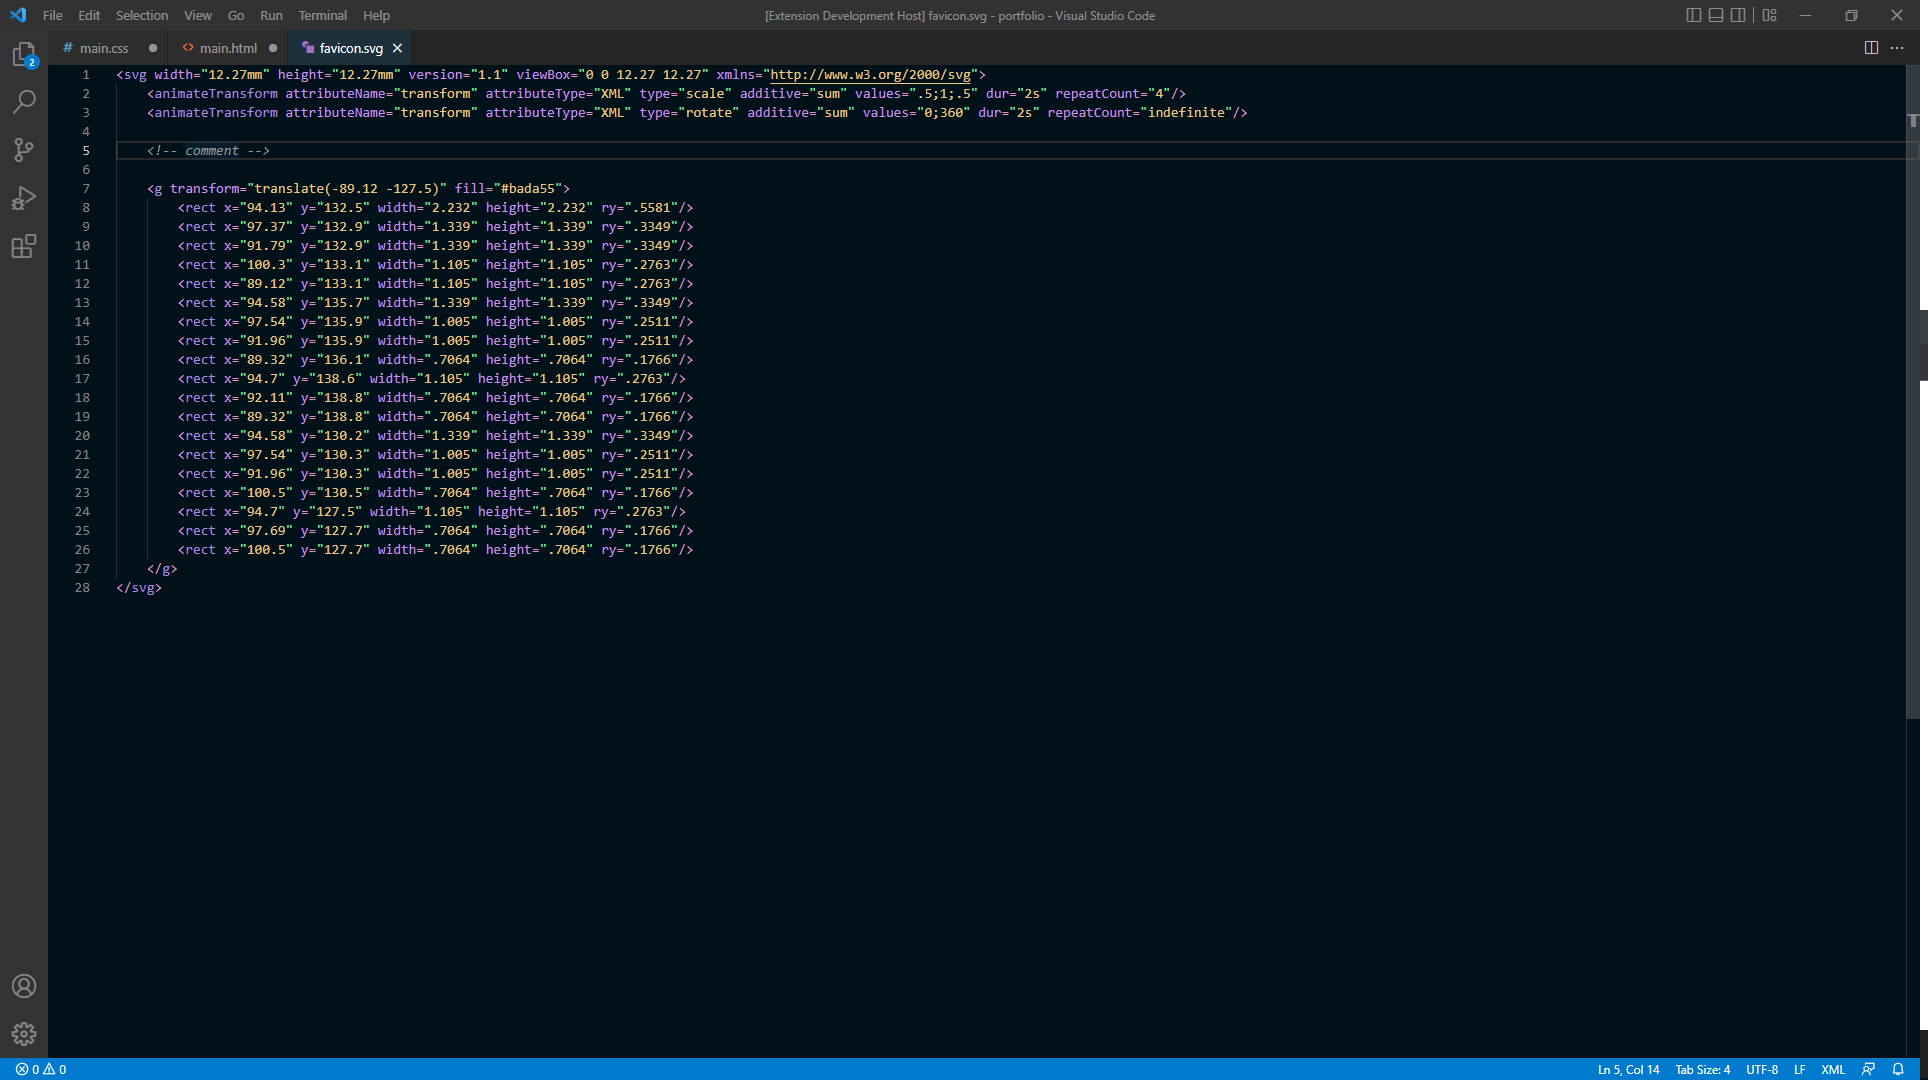 File Edit Selection View Go Run Terminal Help [Extension Development Host] favicon.svg - portfolio - Visual Studio Code
# main.css main.html favicon.svg
2
1 <svg width="12.27mm" height="12.27mm" version="1.1" viewBox="0 0 12.27 12.27" xmlns="http://www.w3.org/2000/svg">
2 <animateTransform attributeName="transform" attributeType="XML" type="scale" additive="sum" values=".5;1;.5" dur="2s" repeatCount="4"/>
3 <animateTransform attributeName="transform" attributeType="XML" type="rotate" additive="sum" values="0;360" dur="2s" repeatCount="indefinite"/>
4
5 <!-- comment -->
6
7 <g transform="translate(-89.12 -127.5)" fill="#bada55">
8 <rect x="94.13" y="132.5" width="2.232" height="2.232" ry=".5581"/>
9 <rect x="97.37" y="132.9" width="1.339" height="1.339" ry=".3349"/>
10 <rect x="91.79" y="132.9" width="1.339" height="1.339" ry=".3349"/>
11 <rect x="100.3" y="133.1" width="1.105" height="1.105" ry=".2763"/>
12 <rect x="89.12" y="133.1" width="1.105" height="1.105" ry=".2763"/>
13 <rect x="94.58" y="135.7" width="1.339" height="1.339" ry=".3349"/>
14 <rect x="97.54" y="135.9" width="1.005" height="1.005" ry=".2511"/>
15 <rect x="91.96" y="135.9" width="1.005" height="1.005" ry=".2511"/>
16 <rect x="89.32" y="136.1" width=".7064" height=".7064" ry=".1766"/>
17 <rect x="94.7" y="138.6" width="1.105" height="1.105" ry=".2763"/>
18 <rect x="92.11" y="138.8" width=".7064" height=".7064" ry=".1766"/>
19 <rect x="89.32" y="138.8" width=".7064" height=".7064" ry=".1766"/>
20 <rect x="94.58" y="130.2" width="1.339" height="1.339" ry=".3349"/>
21 <rect x="97.54" y="130.3" width="1.005" height="1.005" ry=".2511"/>
22 <rect x="91.96" y="130.3" width="1.005" height="1.005" ry=".2511"/>
23 <rect x="100.5" y="130.5" width=".7064" height=".7064" ry=".1766"/>
24 <rect x="94.7" y="127.5" width="1.105" height="1.105" ry=".2763"/>
25 <rect x="97.69" y="127.7" width=".7064" height=".7064" ry=".1766"/>
26 <rect x="100.5" y="127.7" width=".7064" height=".7064" ry=".1766"/>
27 </g>
28 </svg>
0 0 Ln 5, Col 14 Tab Size: 4 UTF-8 LF XML